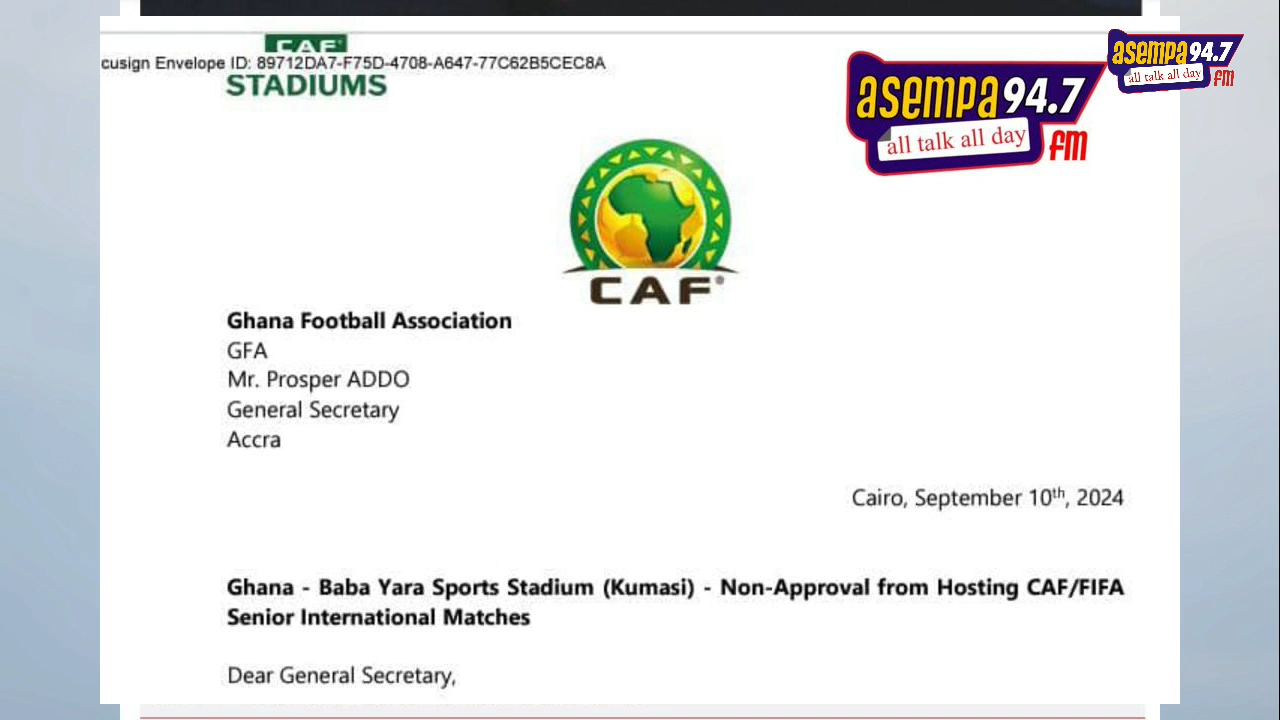 CAF
cusign Envelope ID: 89712DA7-F75D-4708-A647-77C62B5CEC8A
STADIUMS
asempa 94.7
all talk all day fm
asempa 94.7
all talk all day fm
CAF®
Ghana Football Association
GFA
Mr. Prosper ADDO
General Secretary
Accra
Cairo, September 10th, 2024
Ghana - Baba Yara Sports Stadium (Kumasi) - Non-Approval from Hosting CAF/FIFA
Senior International Matches
Dear General Secretary,